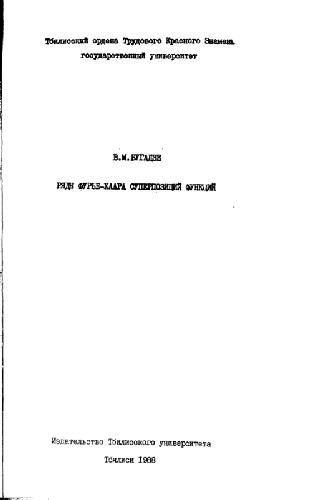 Тбилисский ордена Трудового Красного Знамени
государственный университет
В.М.БУГАДЗЕ
РЯДЫ ФУРЬЕ-ХААРА СУПЕРПОЗИЦИЙ ФУНКЦИЙ
Издательство Тбилисского университета
Тбилиси 1988